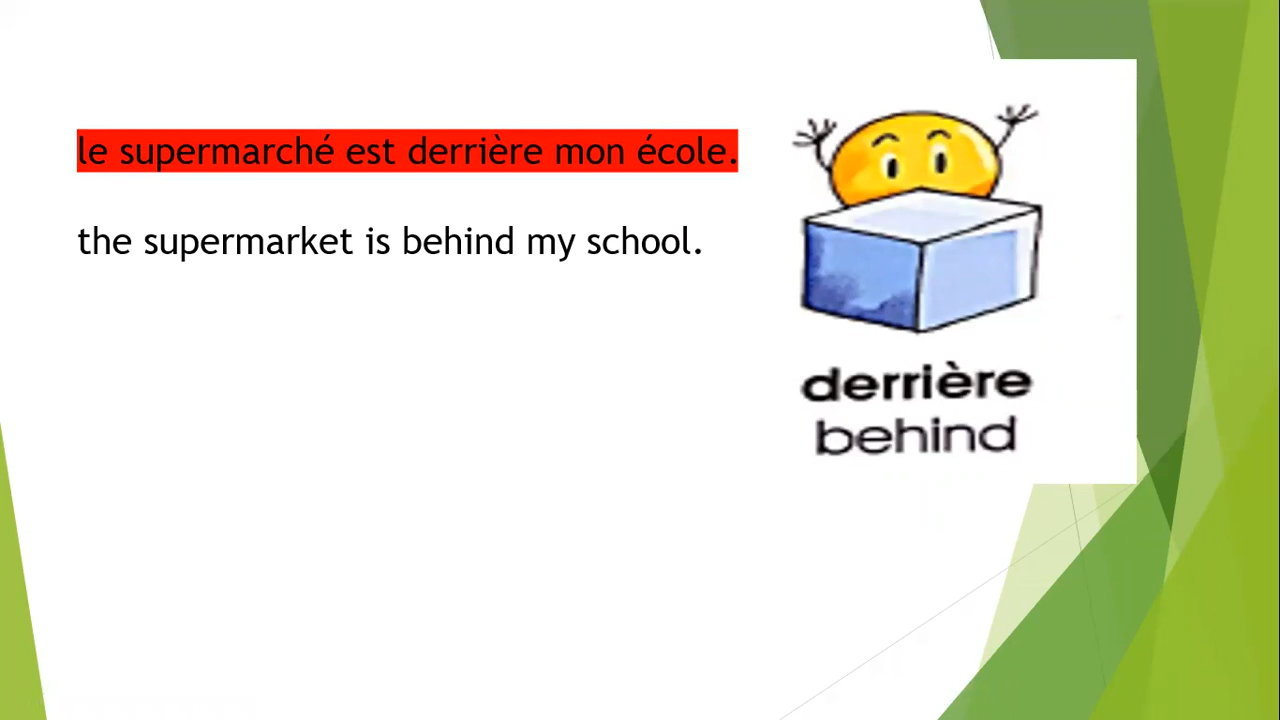 le supermarché est derrière mon école.
the supermarket is behind my school.
derrière
behind